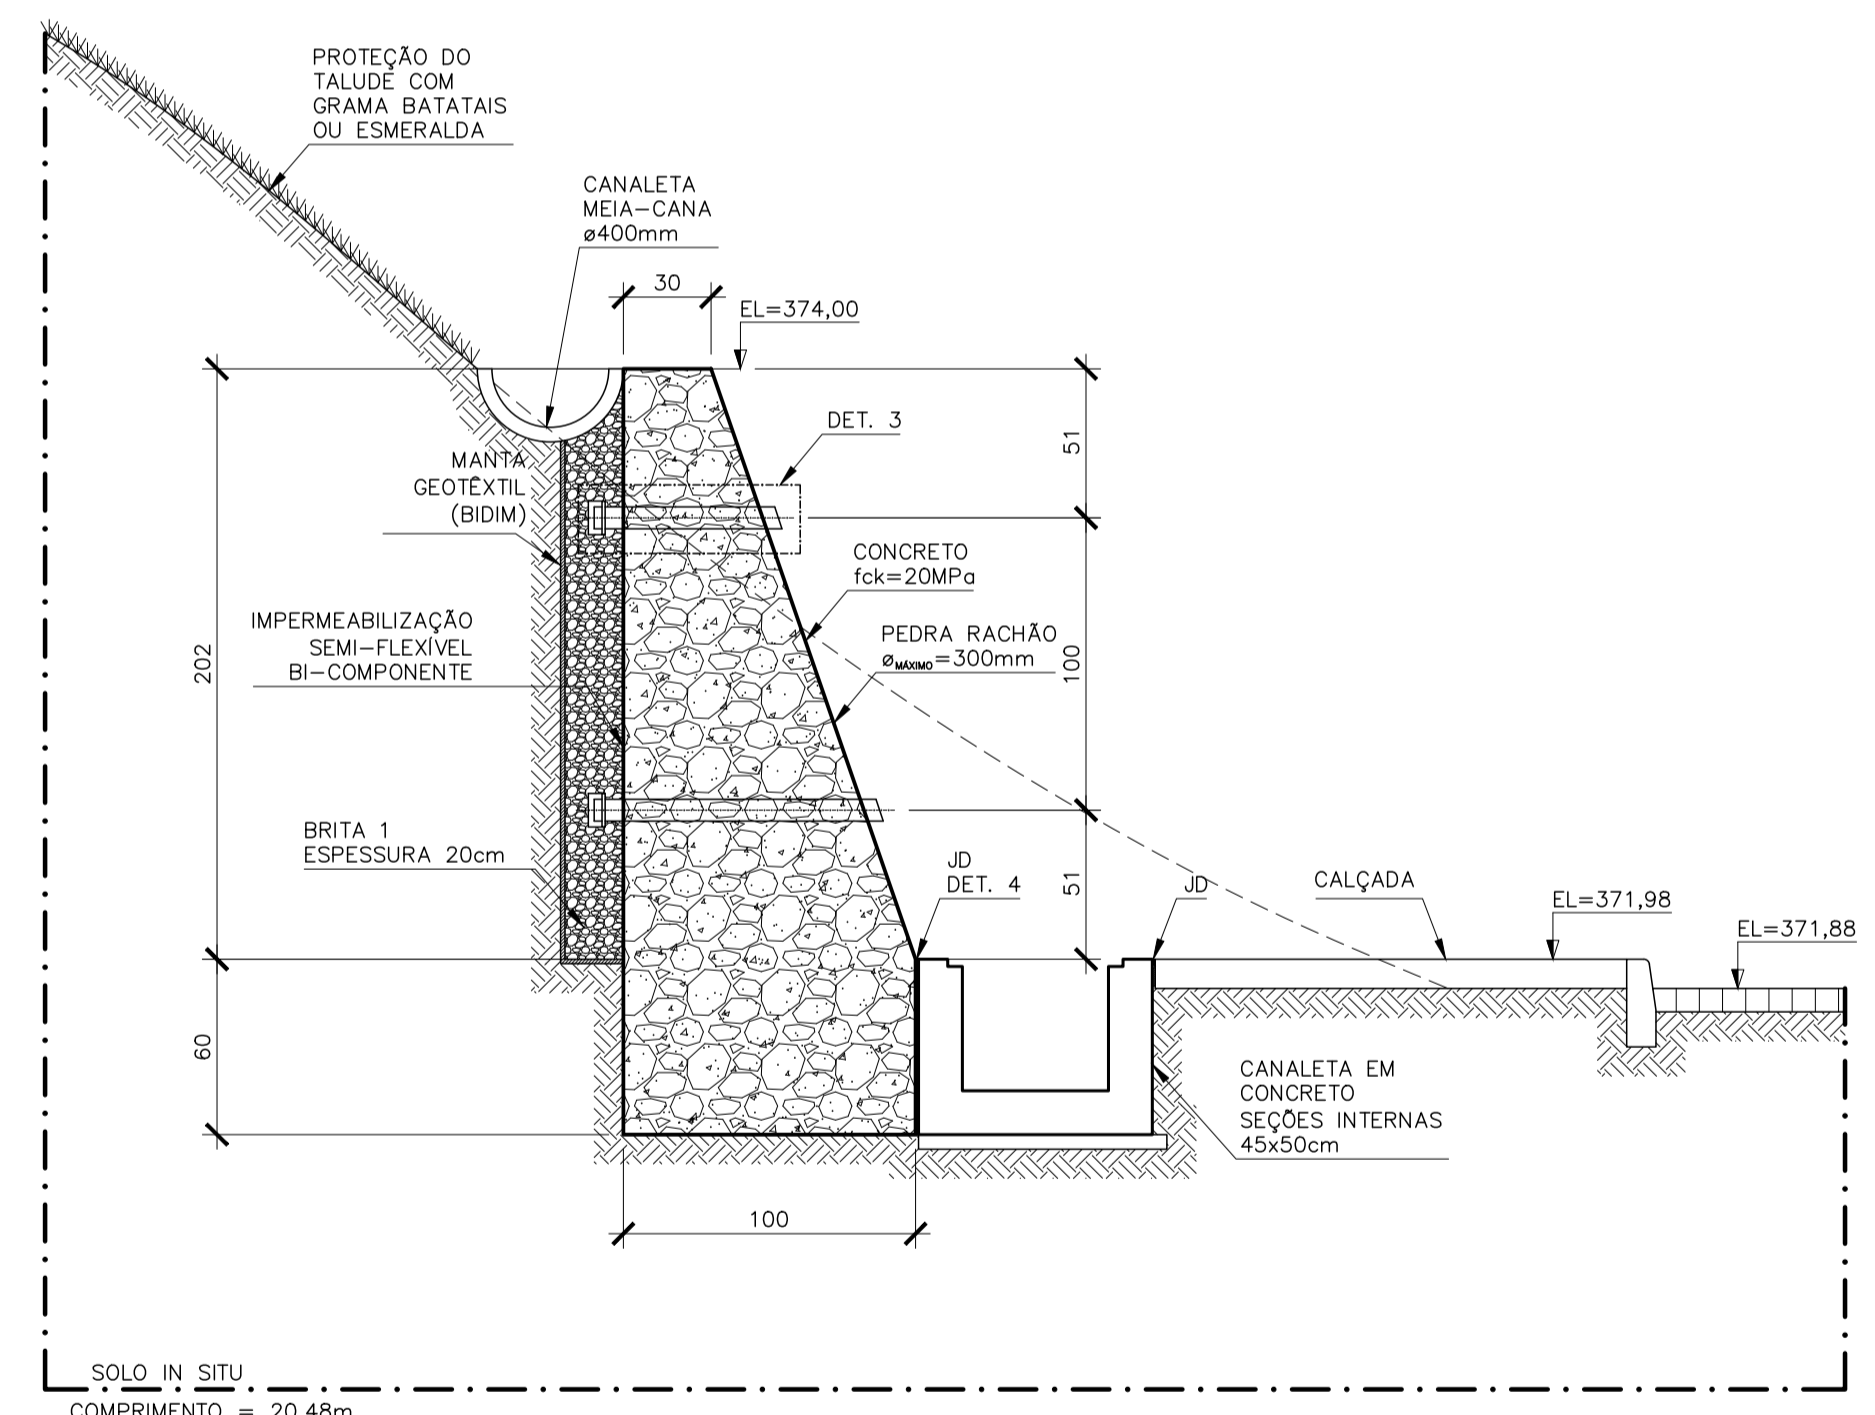 PROTEÇÃO DO
TALUDE COM
GRAMA BATATAIS
OU ESMERALDA
CANALETA
MEIA-CANA
ø400mm
30
EL=374,00
DET. 3
51
MANTA
GEOTÊXTIL
(BIDIM)
CONCRETO
fck=20MPa
IMPERMEABILIZAÇÃO
SEMI-FLEXÍVEL
BI-COMPONENTE
PEDRA RACHÃO
øMÁXIMO=300mm
202
100
BRITA 1
ESPESSURA 20cm
JD
DET. 4
51
JD
CALÇADA
EL=371,98
EL=371,88
60
CANALETA EM
CONCRETO
SEÇÕES INTERNAS
45x50cm
100
SOLO IN SITU
COMPRIMENTO = 20,48m